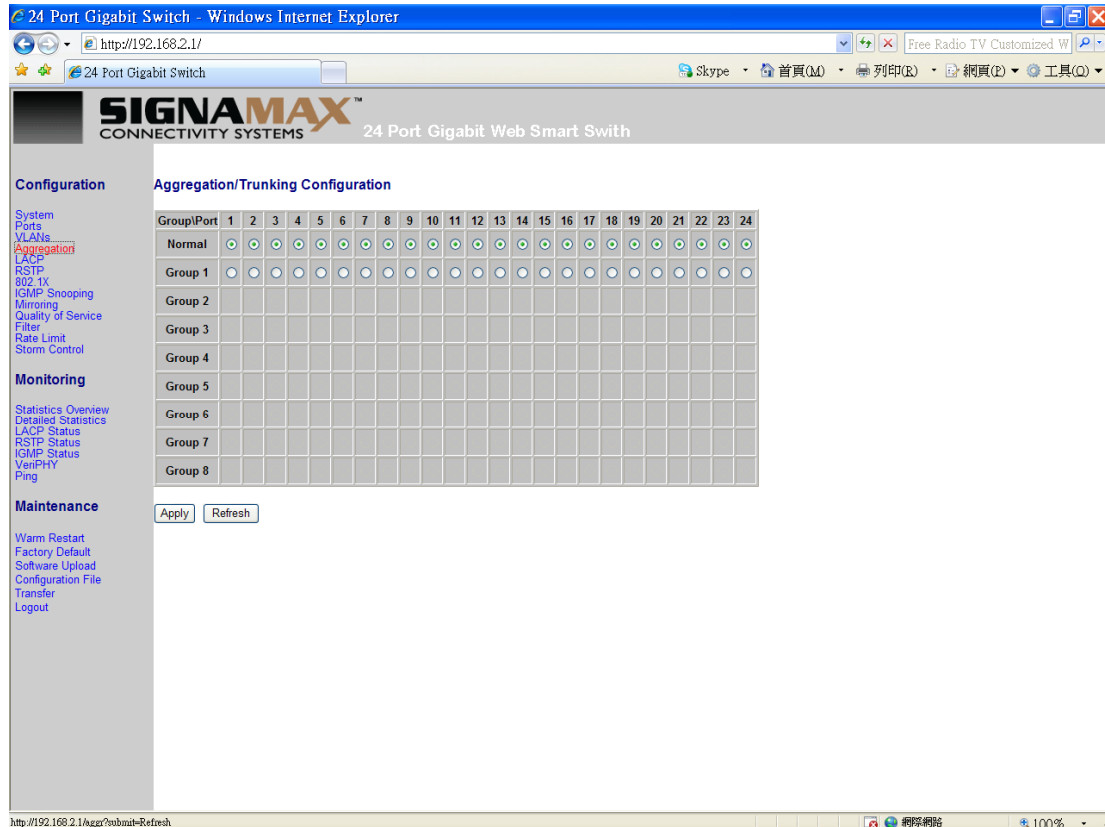 24 Port Gigabit Switch - Windows Internet Explorer
http://192.168.2.1/
Free Radio TV Customized W
24 Port Gigabit Switch
Skype 首頁(M) 列印(R) 網頁(P) 工具(O)
SIGNAMAX™
CONNECTIVITY SYSTEMS
24 Port Gigabit Web Smart Swith
Configuration
System
Ports
VLANs
Aggregation
LACP
RSTP
802.1X
IGMP Snooping
Mirroring
Quality of Service
Filter
Rate Limit
Storm Control
Monitoring
Statistics Overview
Detailed Statistics
LACP Status
RSTP Status
IGMP Status
VeriPHY
Ping
Maintenance
Warm Restart
Factory Default
Software Upload
Configuration File
Transfer
Logout
Aggregation/Trunking Configuration
Group\Port 1 2 3 4 5 6 7 8 9 10 11 12 13 14 15 16 17 18 19 20 21 22 23 24
Normal
Group 1
Group 2
Group 3
Group 4
Group 5
Group 6
Group 7
Group 8
Apply Refresh
http://192.168.2.1/aggr?submit=Refresh
網際網路
100%